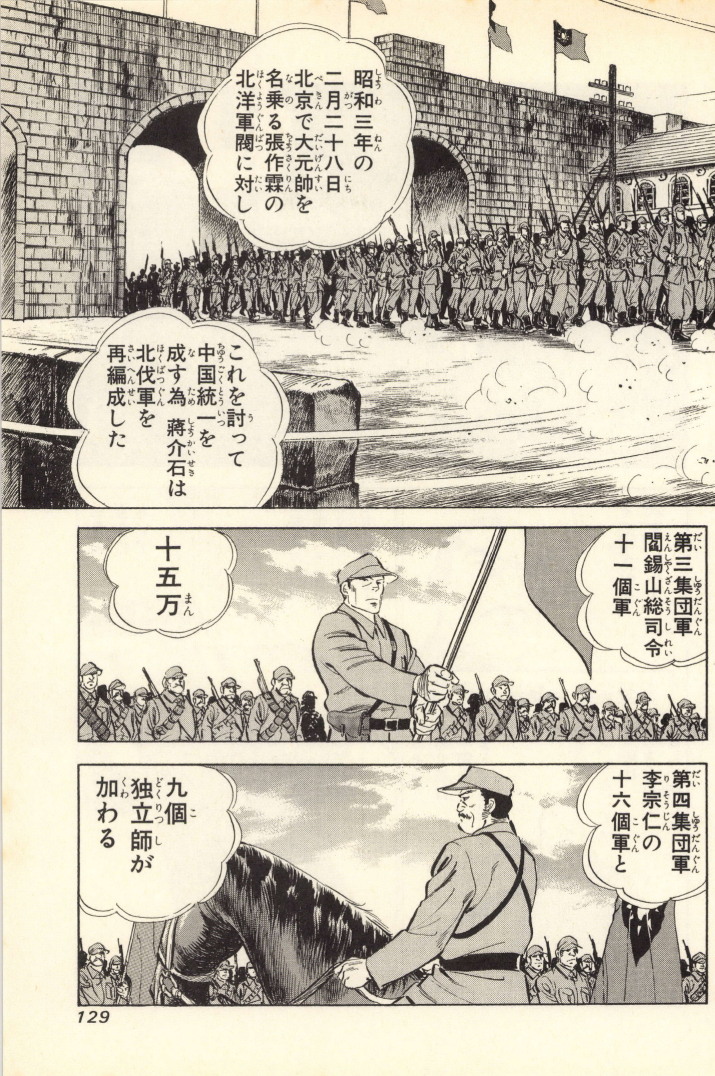 昭和三年の
二月二十八日
北京で大元帥を
名乗る張作霖の
北洋軍閥に対し
これを討って
中国統一を
成す為 蔣介石は
北伐軍を
再編成した
第三集団軍
閻錫山総司令
十一個軍
十五万
第四集団軍
李宗仁の
十六個軍と
九個
独立師が
加わる
129